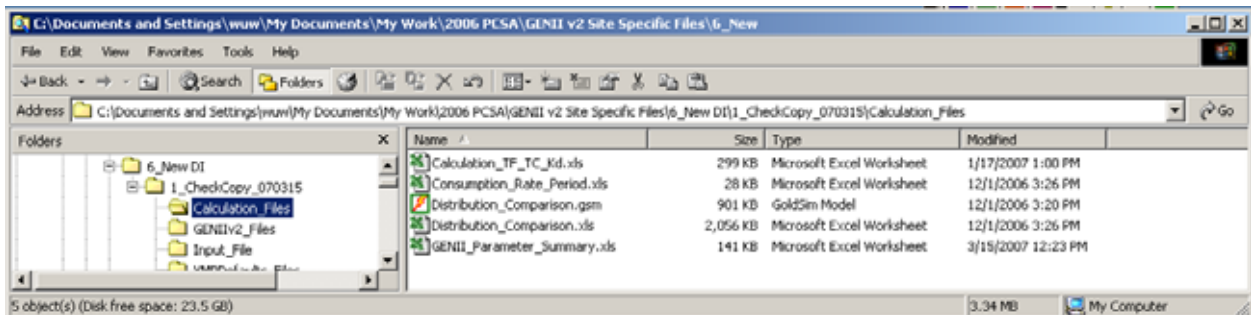 C:\Documents and Settings\wuw\My Documents\My Work\2006 PCSA\GENII v2 Site Specific Files\6_New
File Edit View Favorites Tools Help
Back Search Folders
Address C:\Documents and Settings\wuw\My Documents\My Work\2006 PCSA\GENII v2 Site Specific Files\6_New DI\1_CheckCopy_070315\Calculation_Files Go
Folders Name Size Type Modified
6_New DI Calculation_TF_TC_Kd.xls 299 KB Microsoft Excel Worksheet 1/17/2007 1:00 PM
1_CheckCopy_070315 Consumption_Rate_Period.xls 28 KB Microsoft Excel Worksheet 12/1/2006 3:26 PM
Calculation_Files Distribution_Comparison.gsm 901 KB GoldSim Model 12/1/2006 3:20 PM
GENIIv2_Files Distribution_Comparison.xls 2,056 KB Microsoft Excel Worksheet 12/1/2006 3:26 PM
Input_File GENII_Parameter_Summary.xls 141 KB Microsoft Excel Worksheet 3/15/2007 12:23 PM
5 object(s) (Disk free space: 23.5 GB) 3.34 MB My Computer